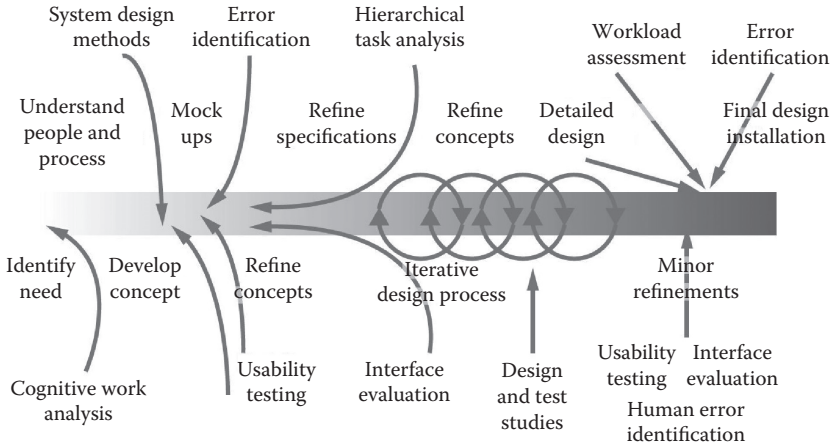 System design
methods
Error
identification
Hierarchical
task analysis
Workload
assessment
Error
identification
Understand
people and
process
Mock
ups
Refine
specifications
Refine
concepts
Detailed
design
Final design
installation
Identify
need
Develop
concept
Refine
concepts
Iterative
design process
Minor
refinements
Cognitive work
analysis
Usability
testing
Interface
evaluation
Design
and test
studies
Usability
testing
Interface
evaluation
Human error
identification